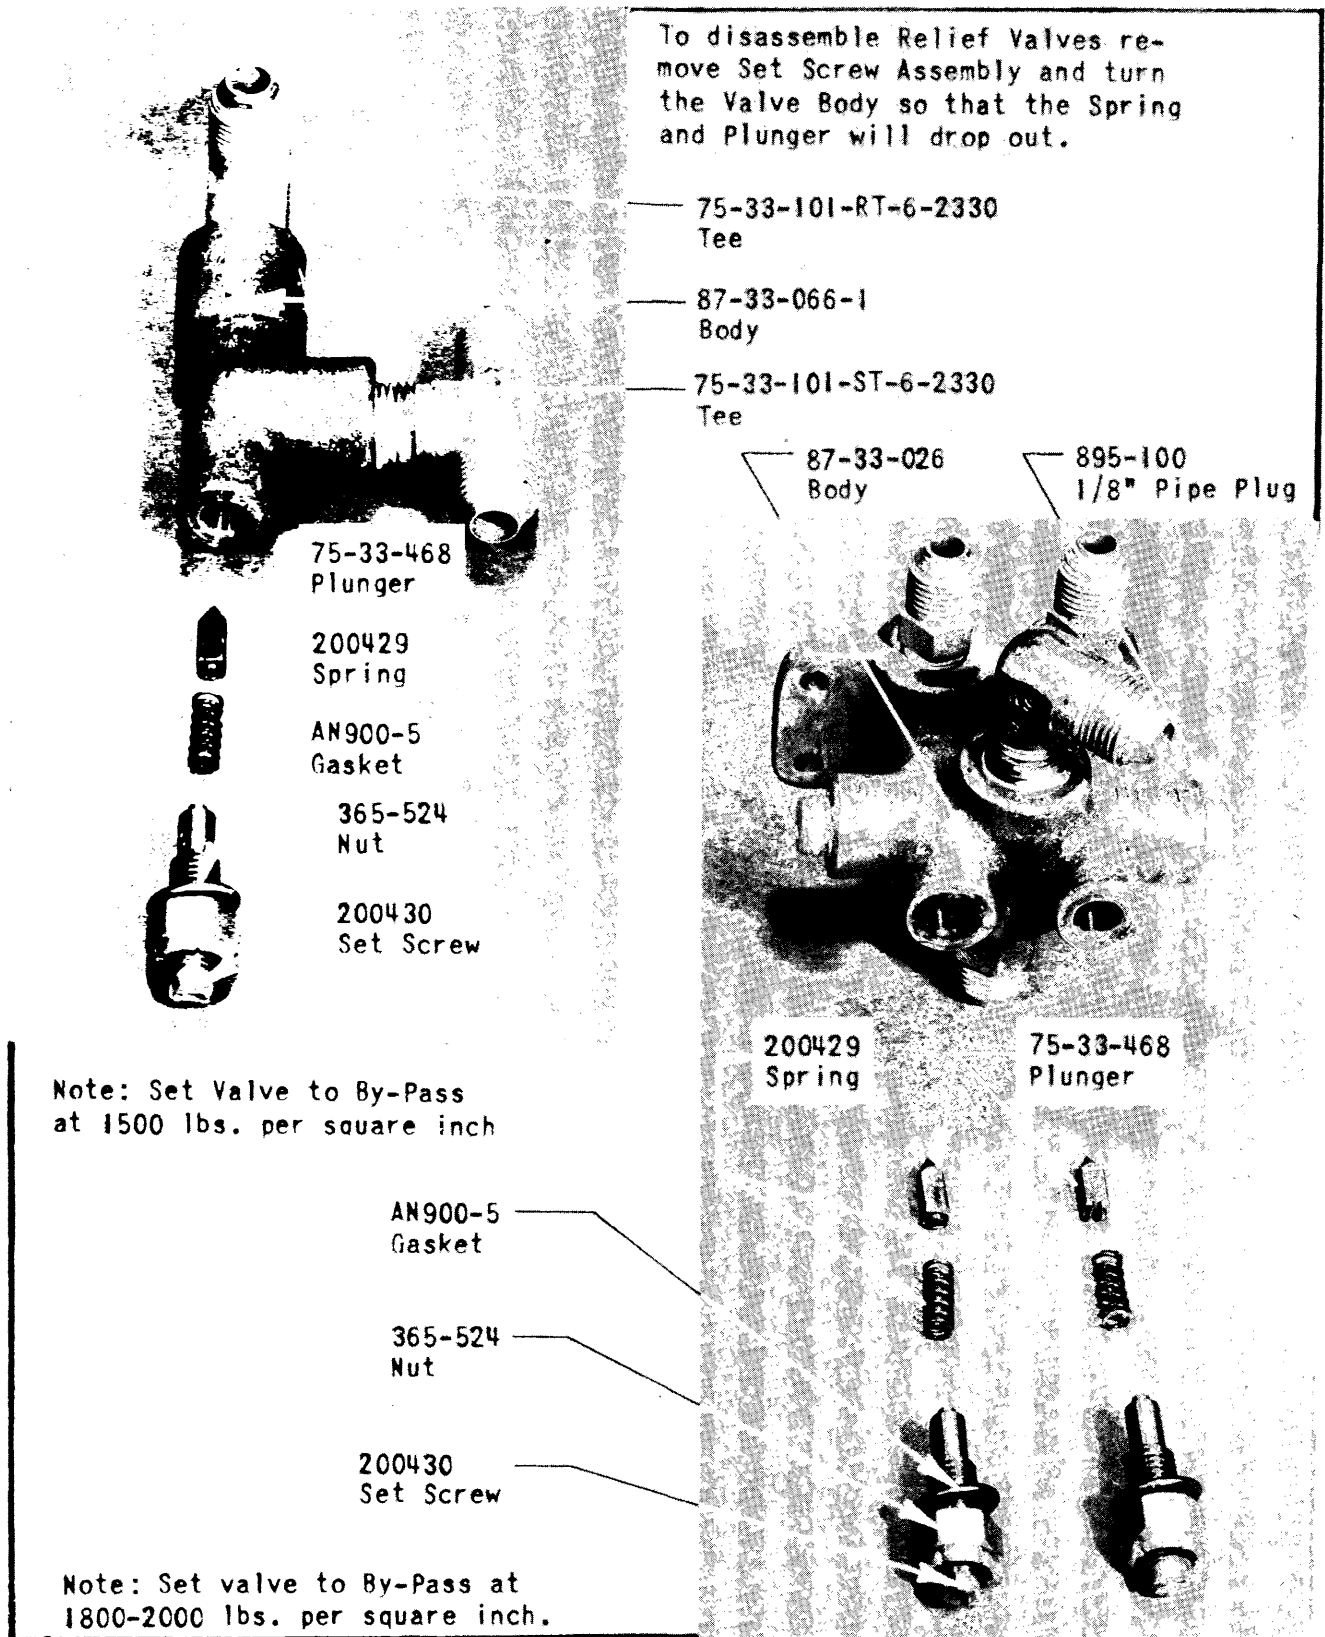 To disassemble Relief Valves re-
move Set Screw Assembly and turn
the Valve Body so that the Spring
and Plunger will drop out.
75-33-101-RT-6-2330
Tee
87-33-066-1
Body
75-33-101-ST-6-2330
Tee
87-33-026
Body
895-100
1/8" Pipe Plug
75-33-468
Plunger
200429
Spring
AN900-5
Gasket
365-524
Nut
200430
Set Screw
200429
Spring
75-33-468
Plunger
Note: Set Valve to By-Pass
at 1500 lbs. per square inch
AN900-5
Gasket
365-524
Nut
200430
Set Screw
Note: Set valve to By-Pass at
1800-2000 lbs. per square inch.